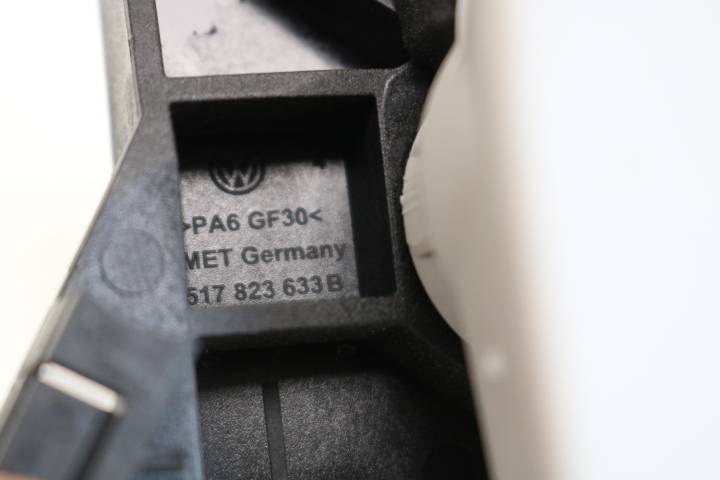 >PA6 GF30<
MET Germany
517 823 633 B